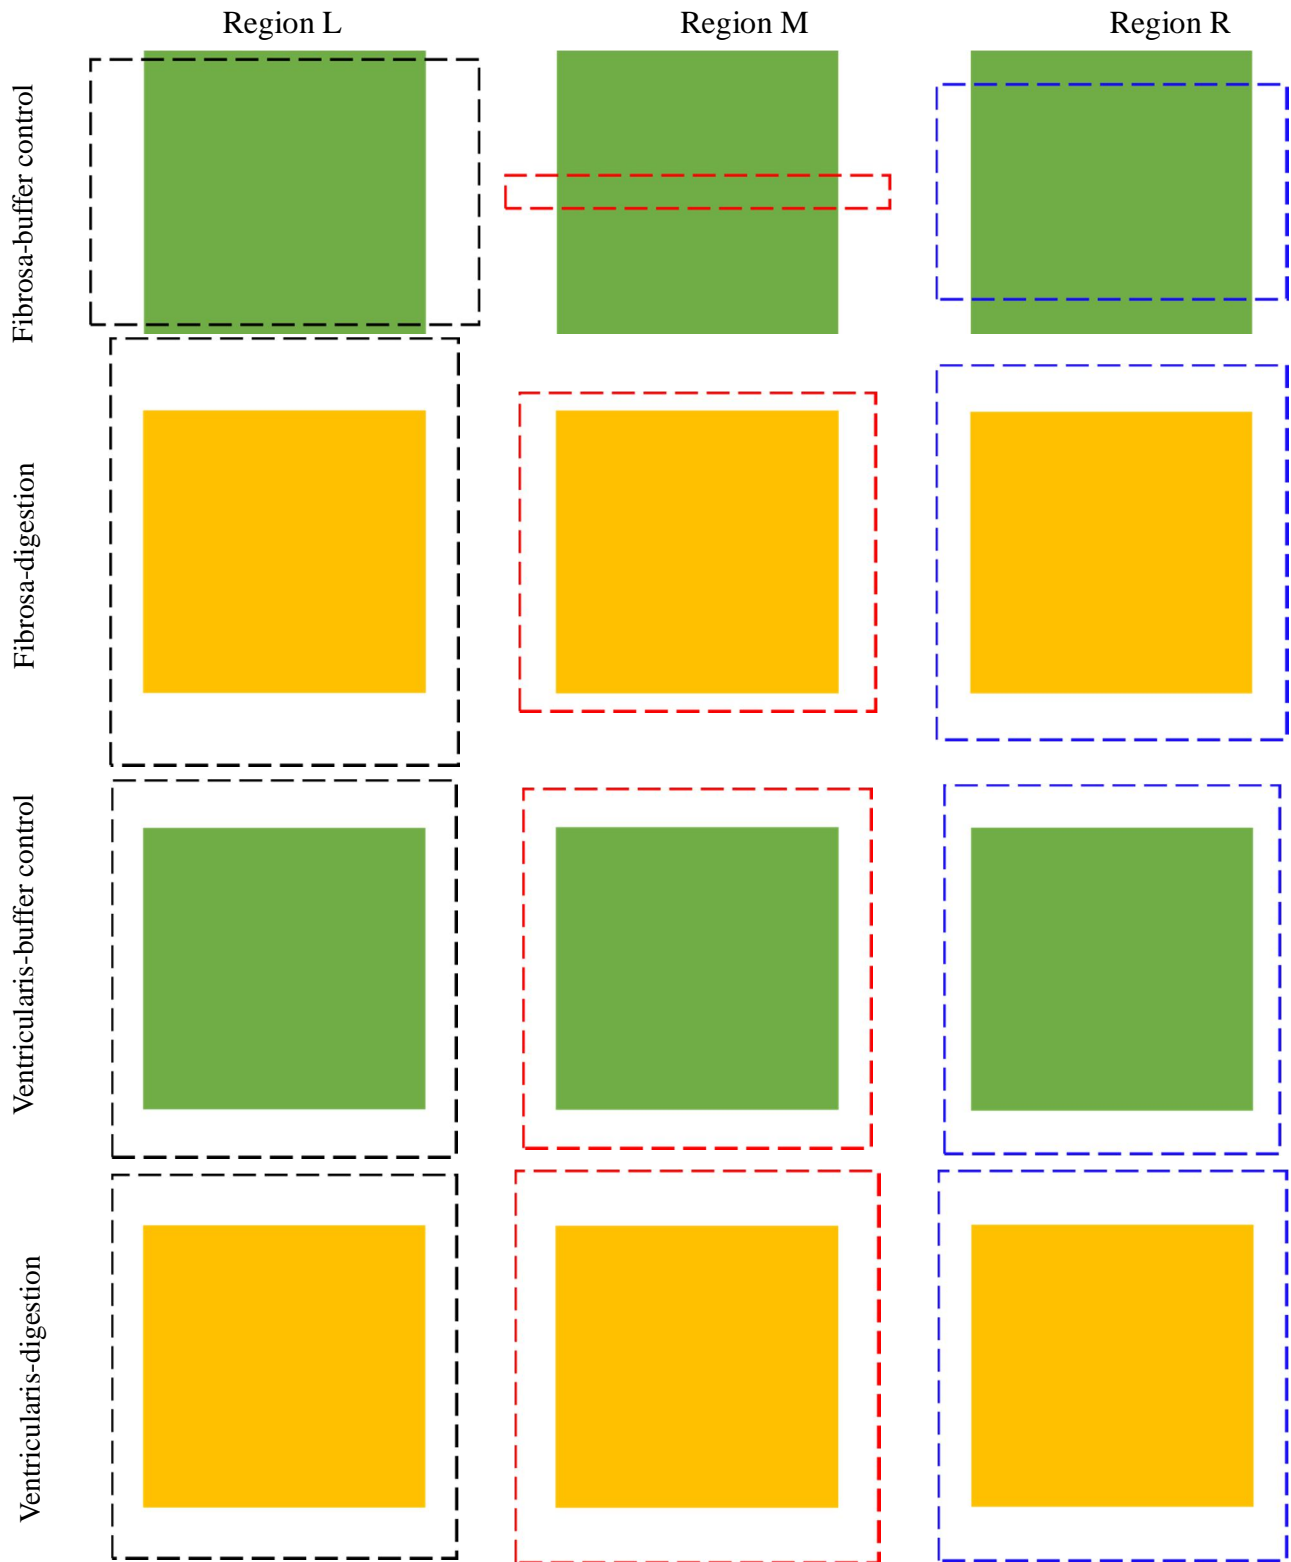 Region L
Region M
Region R
Fibrosa-buffer control
Fibrosa-digestion
Ventricularis-buffer control
Ventricularis-digestion